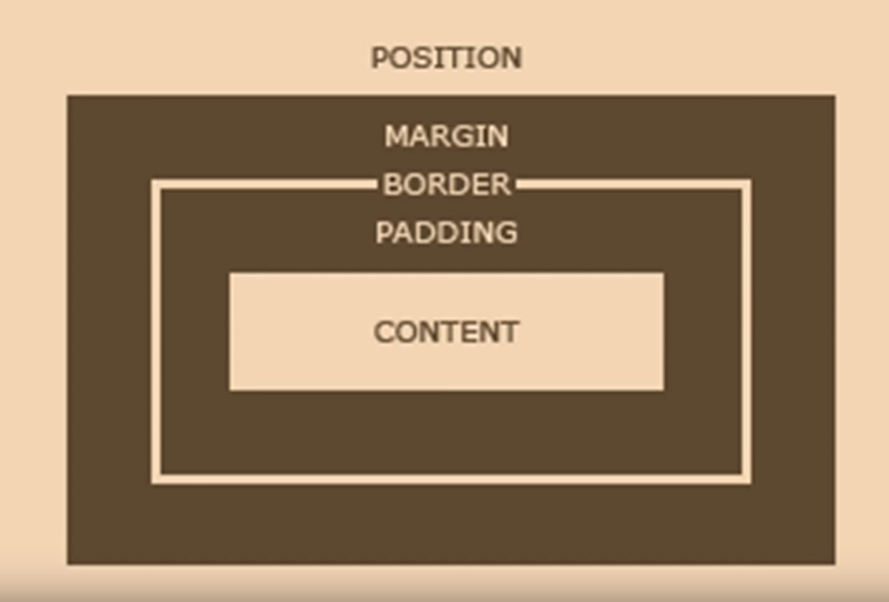 POSITION
MARGIN
BORDER
PADDING
CONTENT